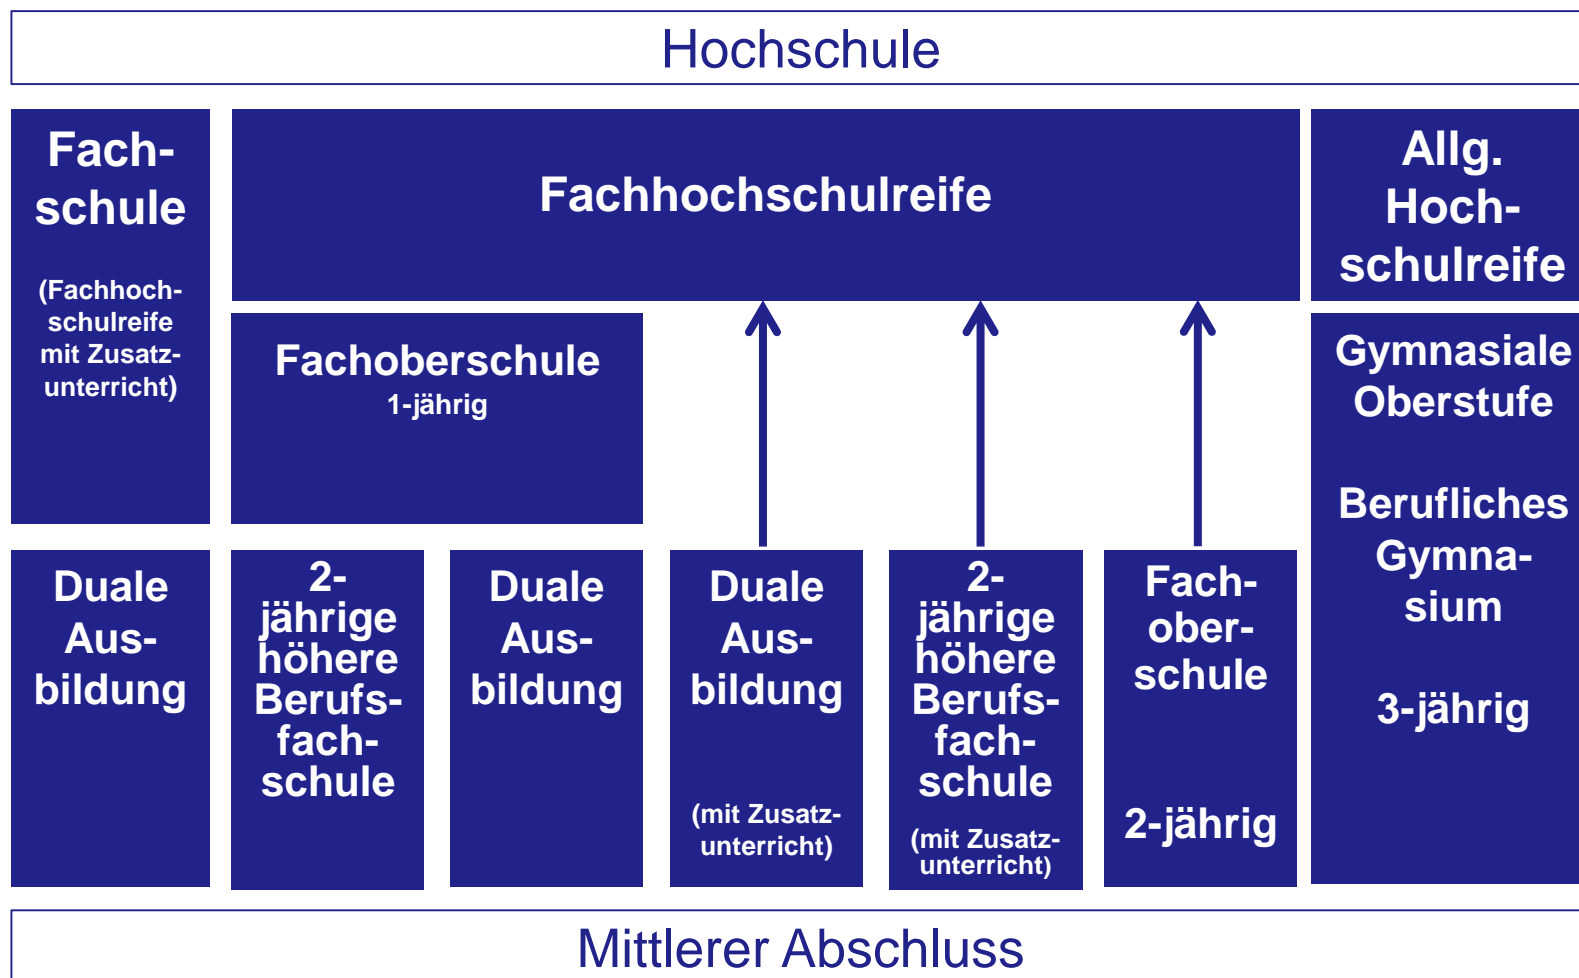 Hochschule
Fach-
schule
(Fachhoch-
schulreife
mit Zusatz-
unterricht)
Fachhochschulreife
Allg.
Hoch-
schulreife
Fachoberschule
1-jährig
Gymnasiale
Oberstufe
Berufliches
Gymna-
sium
3-jährig
Duale
Aus-
bildung
2-
jährige
höhere
Berufs-
fach-
schule
Duale
Aus-
bildung
Duale
Aus-
bildung
(mit Zusatz-
unterricht)
2-
jährige
höhere
Berufs-
fach-
schule
(mit Zusatz-
unterricht)
Fach-
ober-
schule
2-jährig
Mittlerer Abschluss